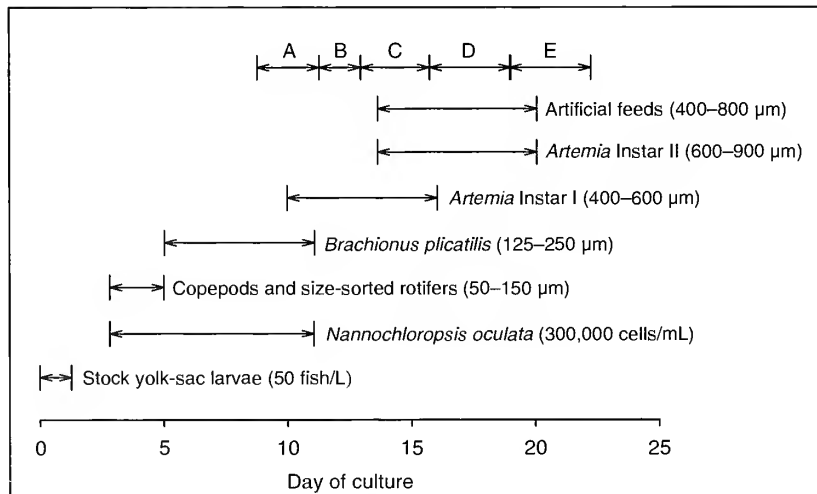 A B C D E
Artificial feeds (400–800 µm)
Artemia Instar II (600–900 µm)
Artemia Instar I (400–600 µm)
Brachionus plicatilis (125–250 µm)
Copepods and size-sorted rotifers (50–150 µm)
Nannochloropsis oculata (300,000 cells/mL)
Stock yolk-sac larvae (50 fish/L)
0 5 10 15 20 25
Day of culture